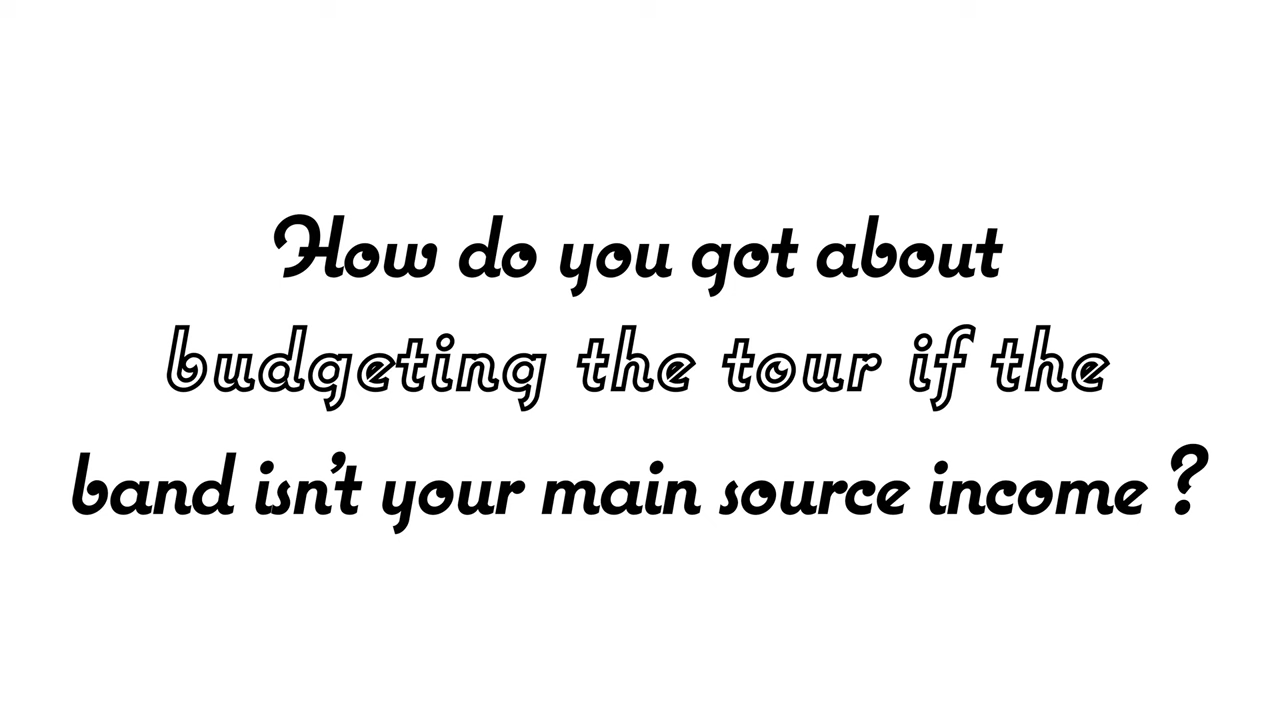 How do you got about
budgeting the tour if the
band isn't your main source income ?